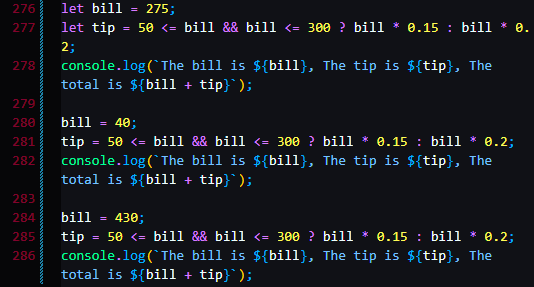 276 let bill = 275;
277 let tip = 50 <= bill && bill <= 300 ? bill * 0.15 : bill * 0.
2;
278 console.log(`The bill is ${bill}, The tip is ${tip}, The
total is ${bill + tip}`);
279
280 bill = 40;
281 tip = 50 <= bill && bill <= 300 ? bill * 0.15 : bill * 0.2;
282 console.log(`The bill is ${bill}, The tip is ${tip}, The
total is ${bill + tip}`);
283
284 bill = 430;
285 tip = 50 <= bill && bill <= 300 ? bill * 0.15 : bill * 0.2;
286 console.log(`The bill is ${bill}, The tip is ${tip}, The
total is ${bill + tip}`);